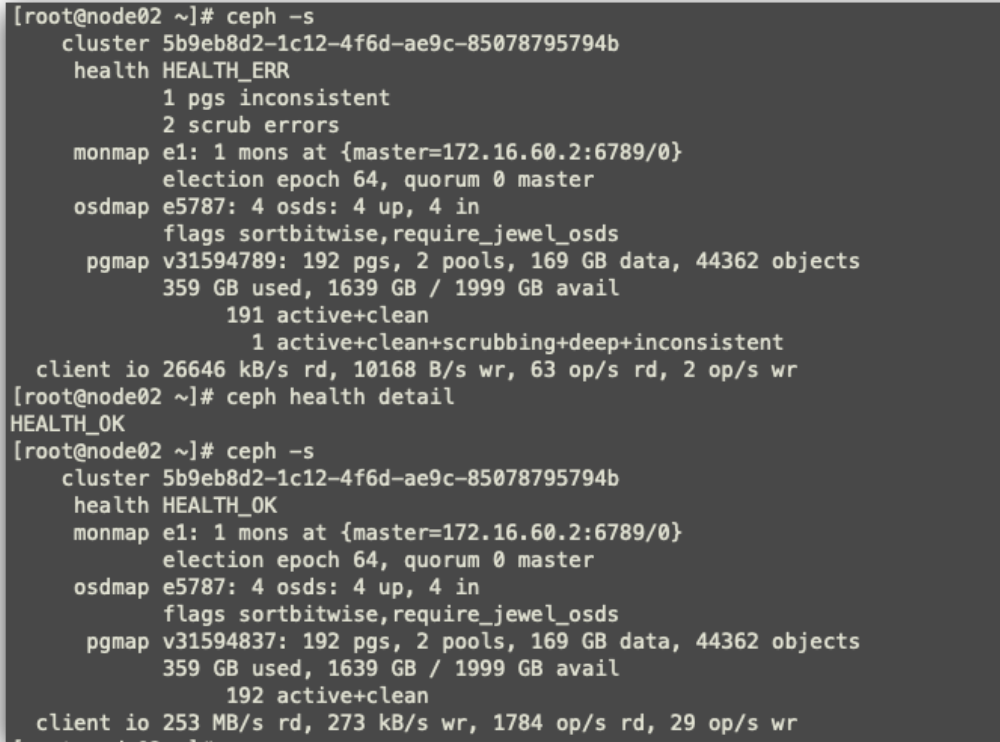 [root@node02 ~]# ceph -s
    cluster 5b9eb8d2-1c12-4f6d-ae9c-85078795794b
     health HEALTH_ERR
            1 pgs inconsistent
            2 scrub errors
     monmap e1: 1 mons at {master=172.16.60.2:6789/0}
            election epoch 64, quorum 0 master
     osdmap e5787: 4 osds: 4 up, 4 in
            flags sortbitwise,require_jewel_osds
      pgmap v31594789: 192 pgs, 2 pools, 169 GB data, 44362 objects
            359 GB used, 1639 GB / 1999 GB avail
                 191 active+clean
                   1 active+clean+scrubbing+deep+inconsistent
  client io 26646 kB/s rd, 10168 B/s wr, 63 op/s rd, 2 op/s wr
[root@node02 ~]# ceph health detail
HEALTH_OK
[root@node02 ~]# ceph -s
    cluster 5b9eb8d2-1c12-4f6d-ae9c-85078795794b
     health HEALTH_OK
     monmap e1: 1 mons at {master=172.16.60.2:6789/0}
            election epoch 64, quorum 0 master
     osdmap e5787: 4 osds: 4 up, 4 in
            flags sortbitwise,require_jewel_osds
      pgmap v31594837: 192 pgs, 2 pools, 169 GB data, 44362 objects
            359 GB used, 1639 GB / 1999 GB avail
                 192 active+clean
  client io 253 MB/s rd, 273 kB/s wr, 1784 op/s rd, 29 op/s wr